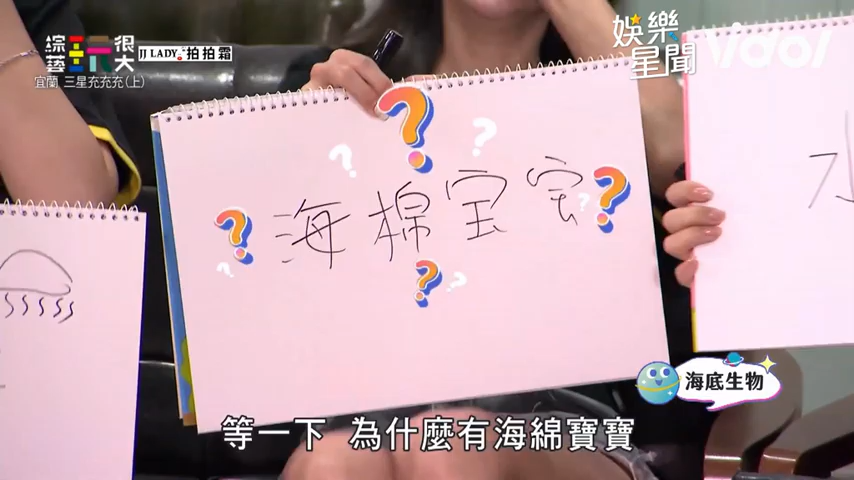 綜藝玩很大
JJ LADY 拍拍霜
宜蘭 三星充充充(上)
娛樂星聞
Vidol
海棉宝宝
水
海底生物
等一下 為什麼有海綿寶寶